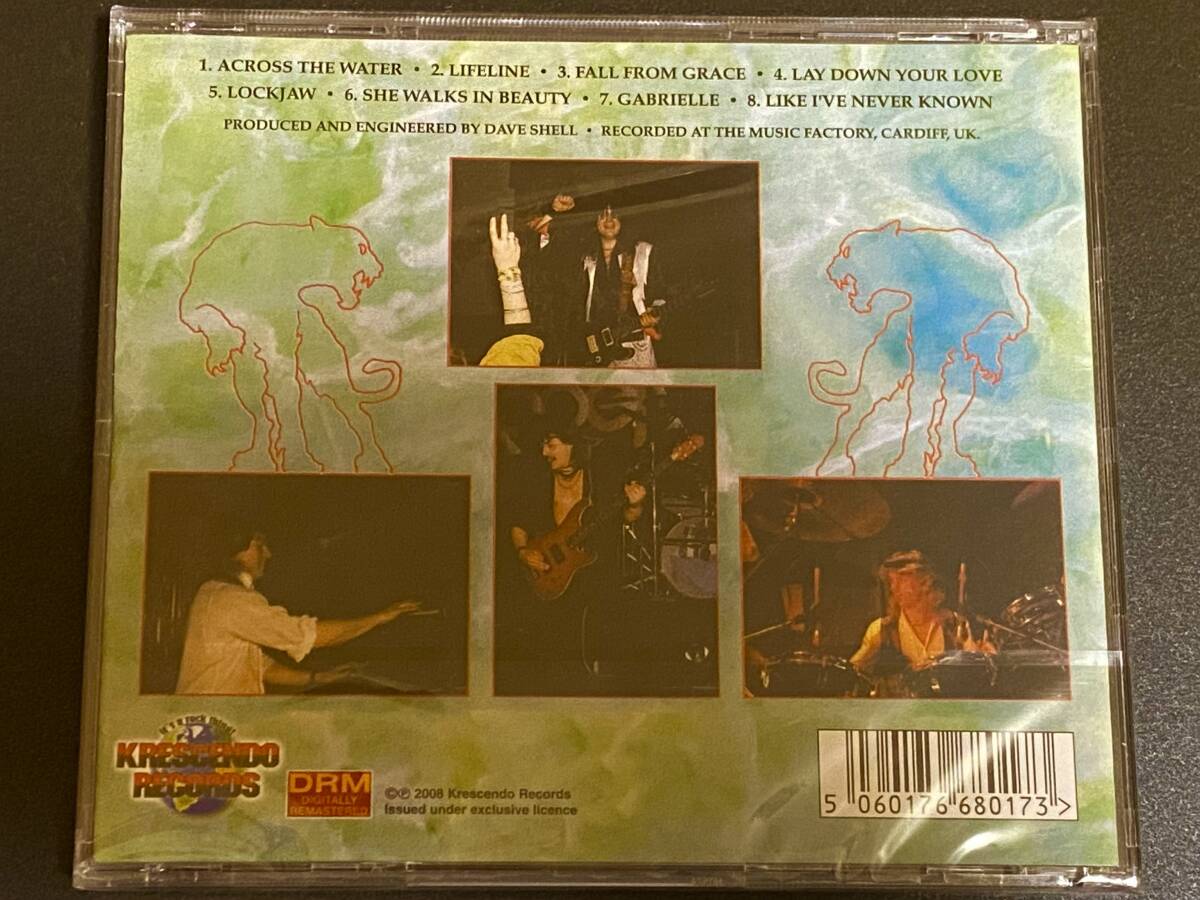 1. ACROSS THE WATER • 2. LIFELINE • 3. FALL FROM GRACE • 4. LAY DOWN YOUR LOVE
5. LOCKJAW • 6. SHE WALKS IN BEAUTY • 7. GABRIELLE • 8. LIKE I'VE NEVER KNOWN
PRODUCED AND ENGINEERED BY DAVE SHELL • RECORDED AT THE MUSIC FACTORY, CARDIFF, UK.
it's a rock thing!
KRESCENDO
RECORDS
DRM
DIGITALLY
REMASTERED
©℗ 2008 Krescendo Records
Issued under exclusive licence
5 060176 680173 >